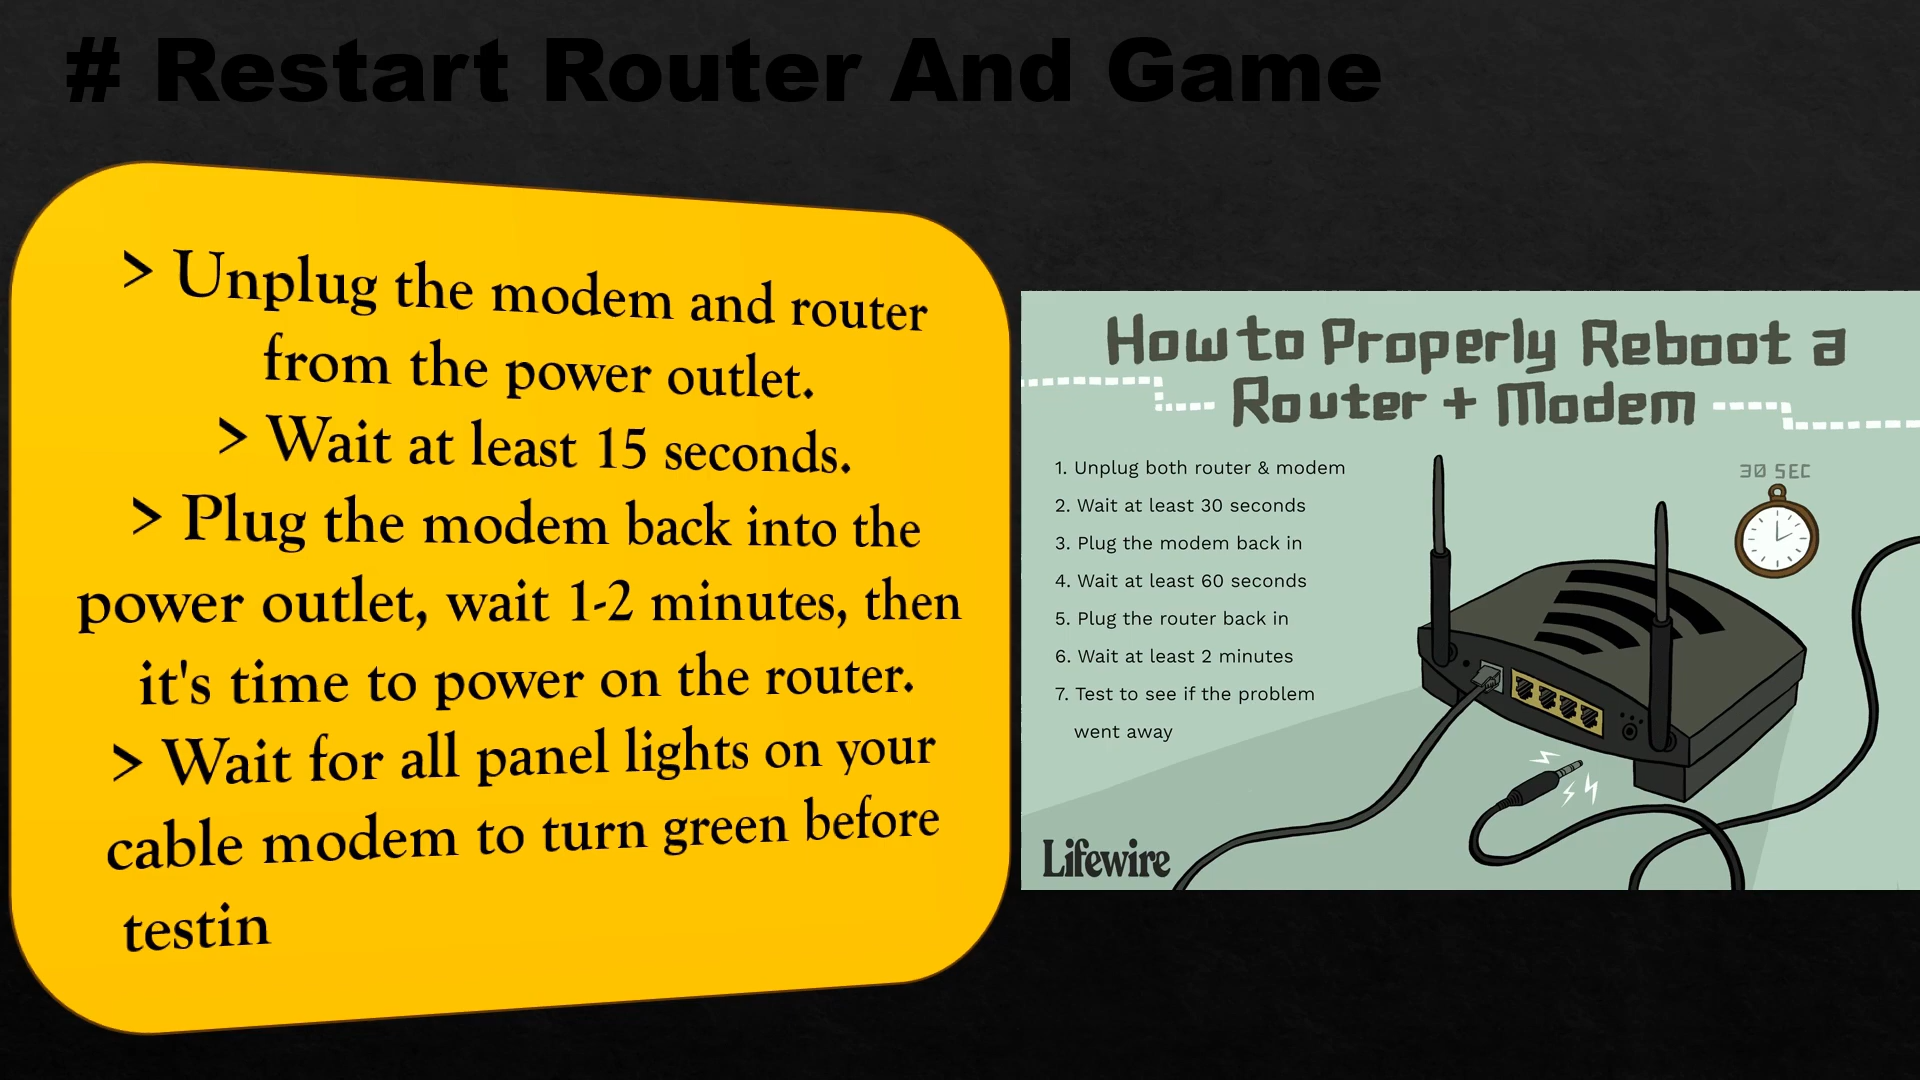 # Restart Router And Game
> Unplug the modem and router
from the power outlet.
> Wait at least 15 seconds.
> Plug the modem back into the
power outlet, wait 1-2 minutes, then
it's time to power on the router.
> Wait for all panel lights on your
cable modem to turn green before
testin
How to Properly Reboot a
Router + Modem
30 SEC
1. Unplug both router & modem
2. Wait at least 30 seconds
3. Plug the modem back in
4. Wait at least 60 seconds
5. Plug the router back in
6. Wait at least 2 minutes
7. Test to see if the problem
went away
Lifewire